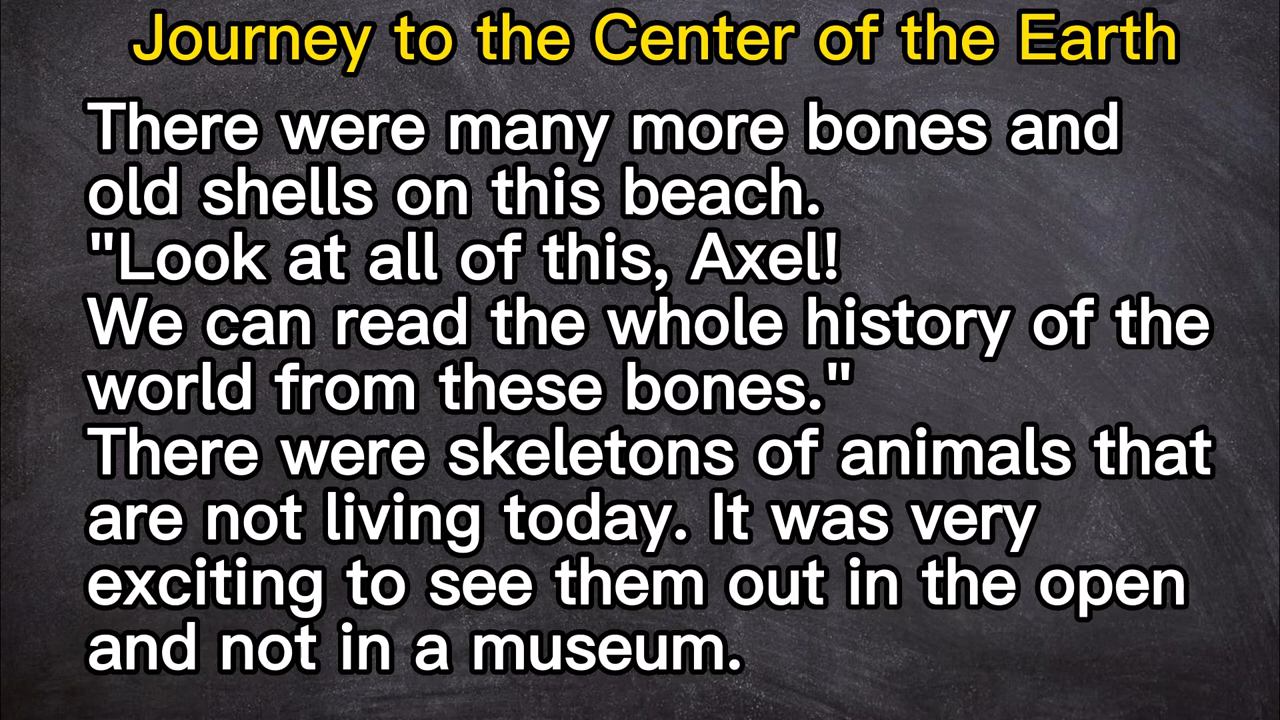 Journey to the Center of the Earth
There were many more bones and
old shells on this beach.
"Look at all of this, Axel!
We can read the whole history of the
world from these bones."
There were skeletons of animals that
are not living today. It was very
exciting to see them out in the open
and not in a museum.